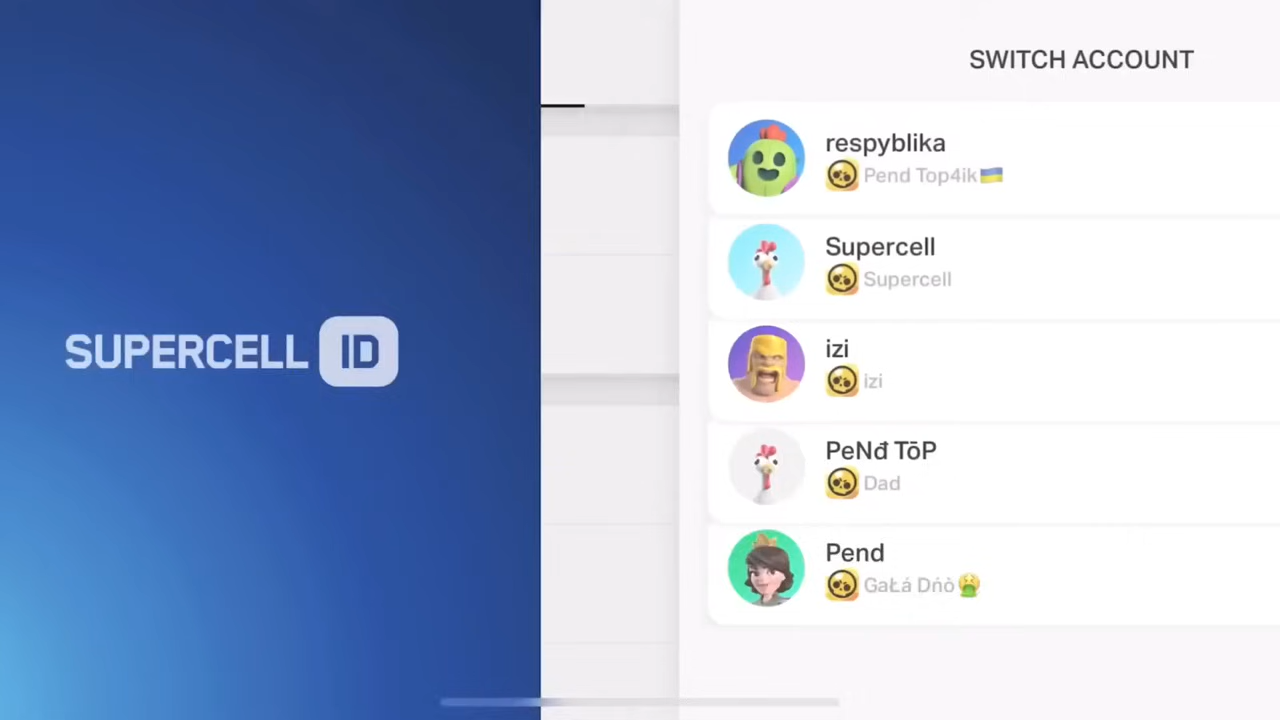 SUPERCELL ID
SWITCH ACCOUNT
respyblika
Pend Top4ik🇺🇦
Supercell
Supercell
izi
izi
PeNđ TōP
Dad
Pend
GaŁá Dńò🤮